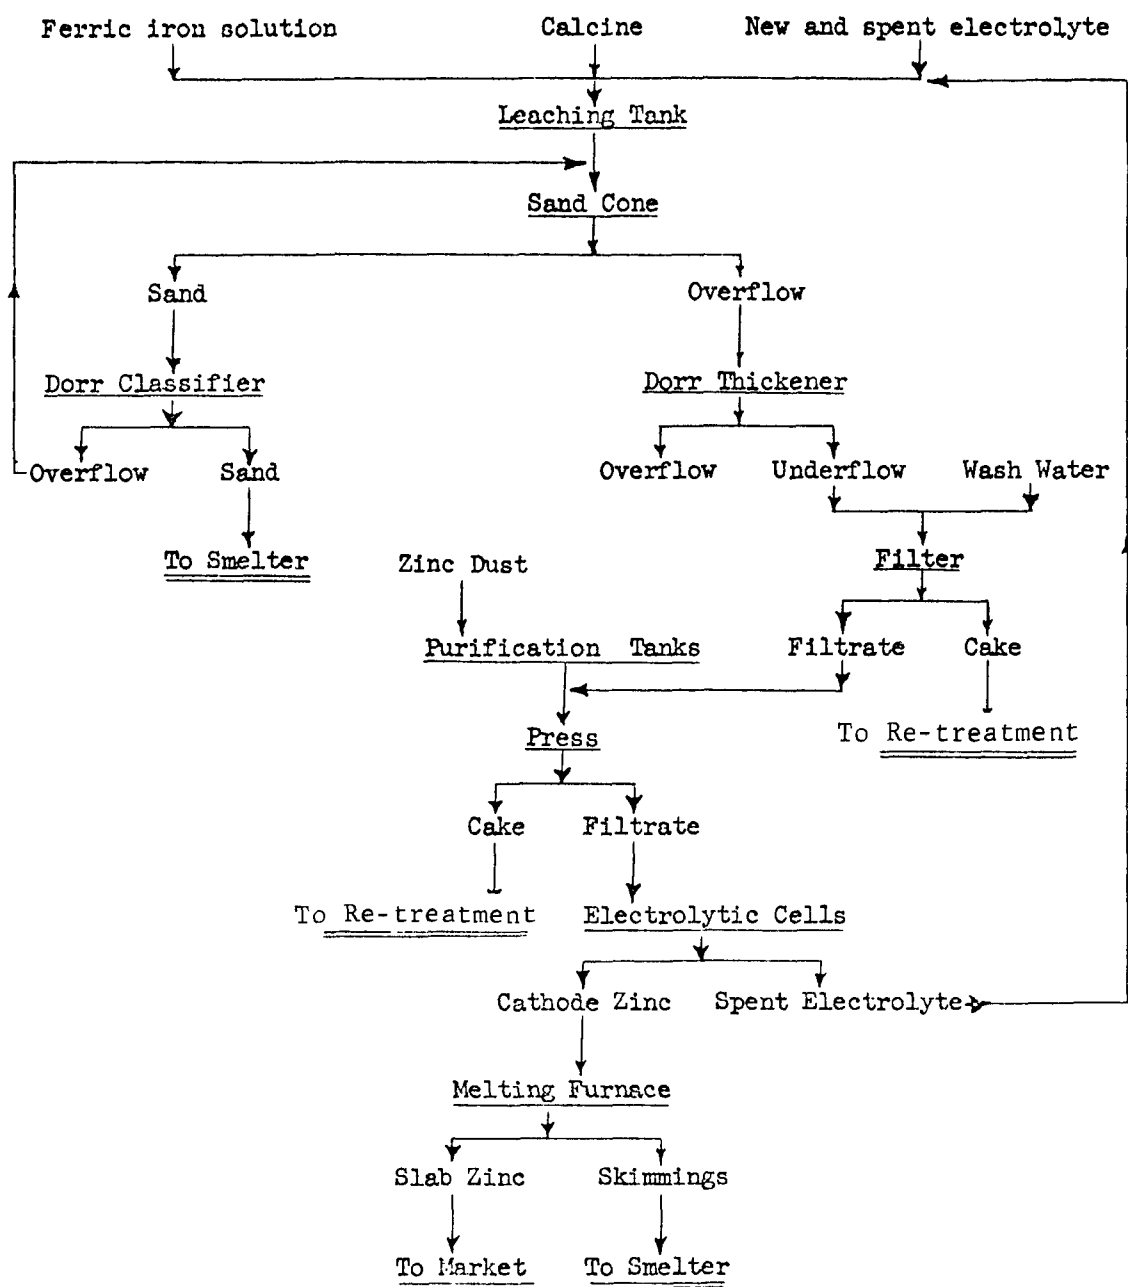 Ferric iron solution Calcine New and spent electrolyte
Leaching Tank
Sand Cone
Sand Overflow
Dorr Classifier Dorr Thickener
Overflow Sand Overflow Underflow Wash Water
To Smelter Zinc Dust Filter
Purification Tanks Filtrate Cake
Press To Re-treatment
Cake Filtrate
To Re-treatment Electrolytic Cells
Cathode Zinc Spent Electrolyte
Melting Furnace
Slab Zinc Skimmings
To Market To Smelter